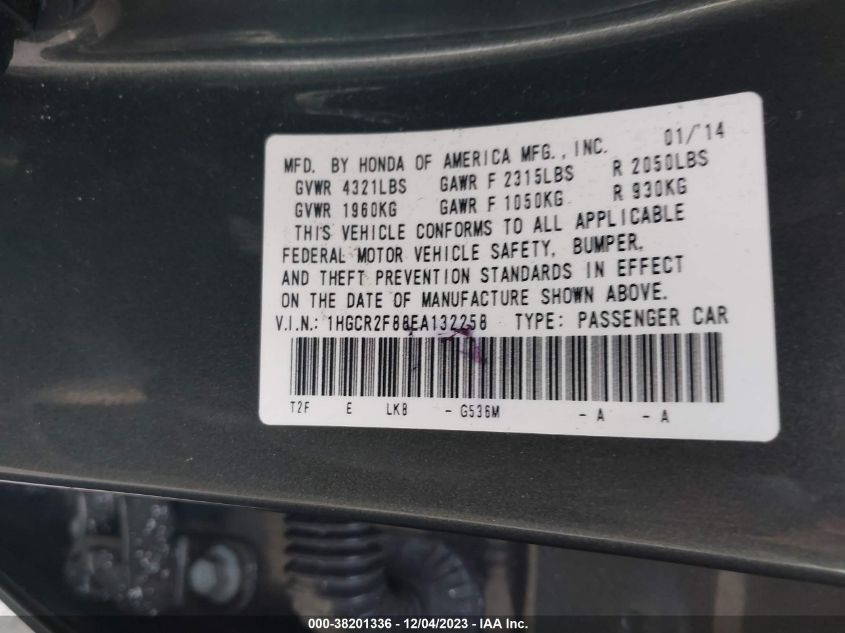 01/'14
MFD. BY HONDA OF AMERICA MFG., INC.
GVWR 4321LBS GAWR F 2315LBS R 2050LBS
GVWR 1960KG GAWR F 1050KG R 930KG
THIS VEHICLE CONFORMS TO ALL APPLICABLE
FEDERAL MOTOR VEHICLE SAFETY, BUMPER,
AND THEFT PREVENTION STANDARDS IN EFFECT
ON THE DATE OF MANUFACTURE SHOWN ABOVE.
V.I.N.: 1HGCR2F88EA132258 TYPE: PASSENGER CAR
T2F E LK8 - G536M - A - A
000-38201336 - 12/04/2023 - IAA Inc.